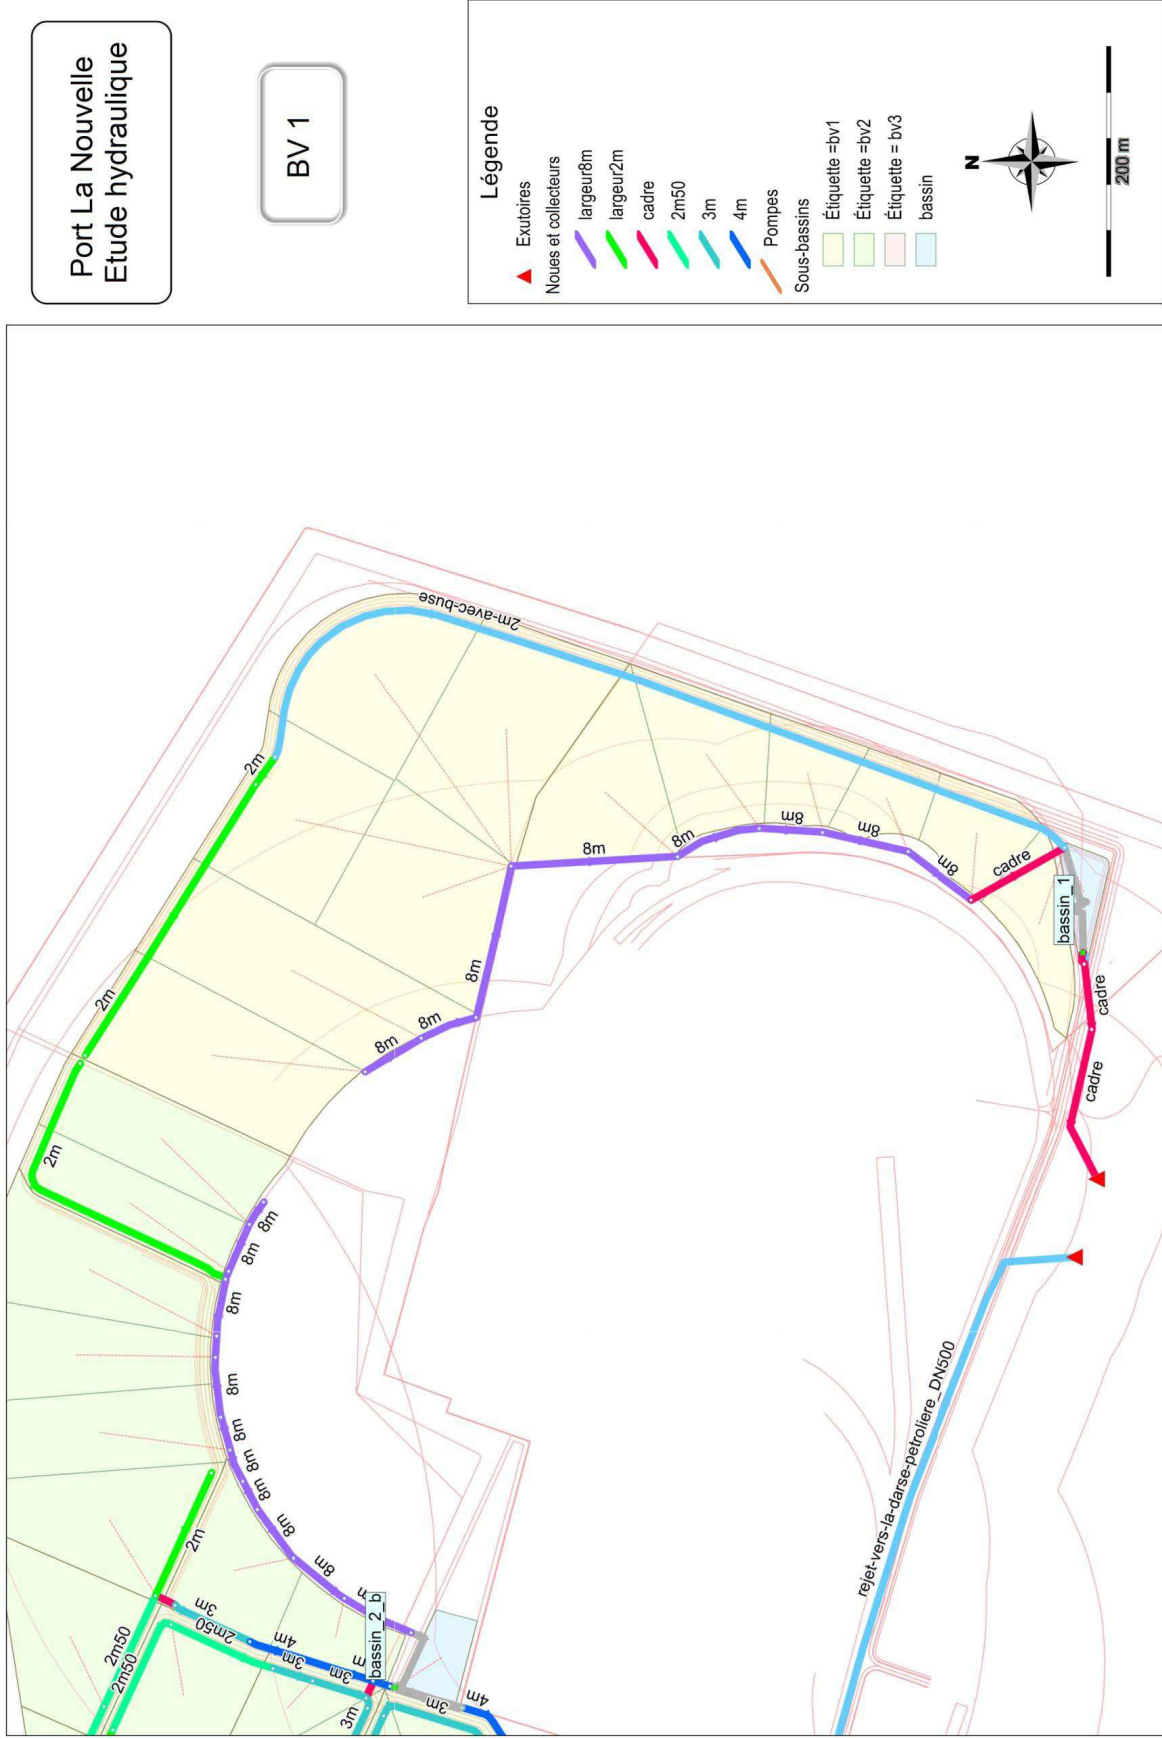 Port La Nouvelle
Etude hydraulique
BV 1
Légende
Exutoires
Noues et collecteurs
largeur8m
largeur2m
cadre
2m50
3m
4m
Pompes
Sous-bassins
Étiquette =bv1
Étiquette =bv2
Étiquette = bv3
bassin
N
200 m
2m-avec-buse
2m
2m
2m
8m
8m
8m
8m
8m
8m
8m
8m
cadre
bassin_1
cadre
cadre
8m
8m
8m
8m
8m
8m
8m
8m
8m
2m
3m
2m50
2m50
2m50
4m
3m
3m
m
m
bassin_2_b
3m
3m
4m
rejet-vers-la-darse-petroliere_DN500